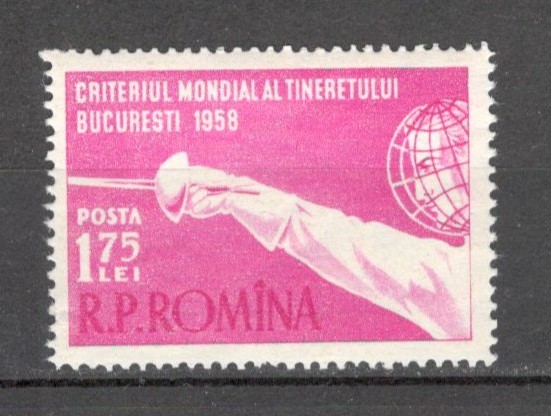 CRITERIUL MONDIAL AL TINERETULUI
BUCURESTI 1958
POSTA
1 75
LEI
R.P.ROMÎNA